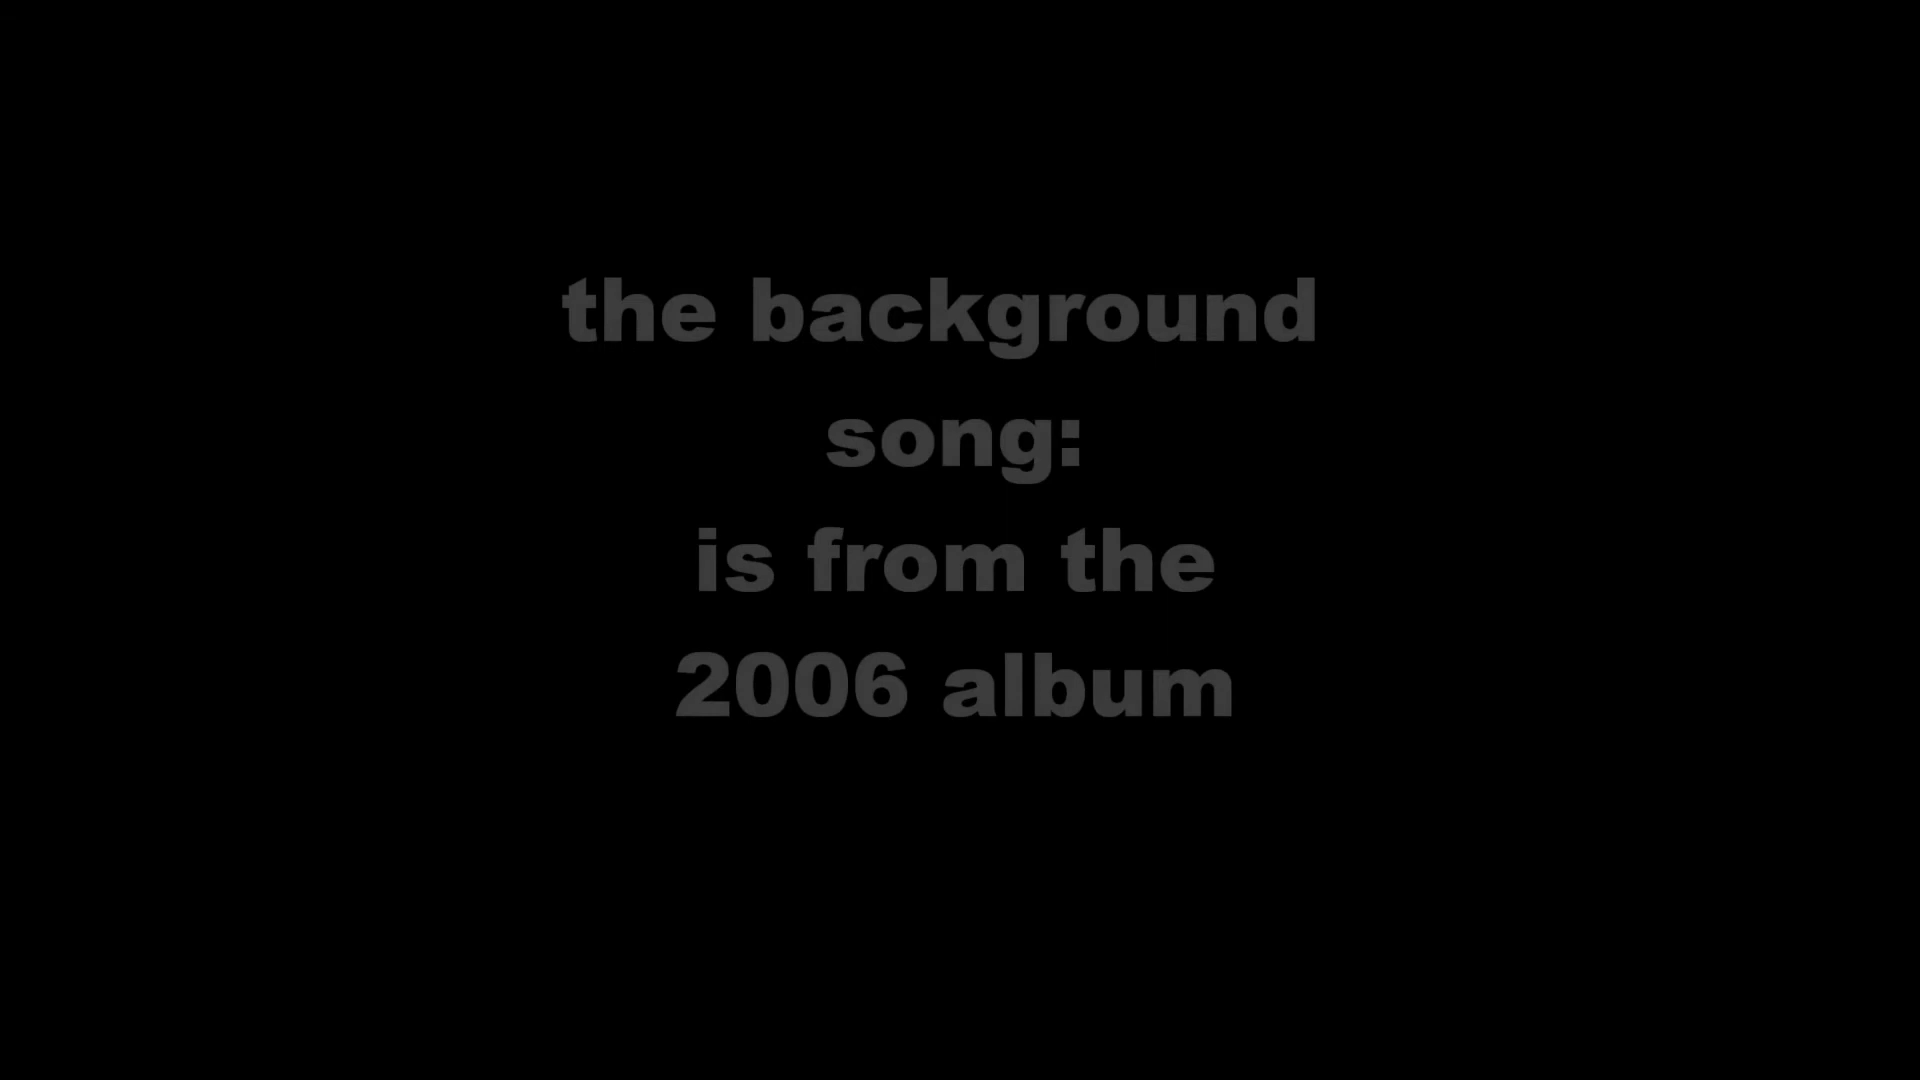 the background
song:
is from the
2006 album